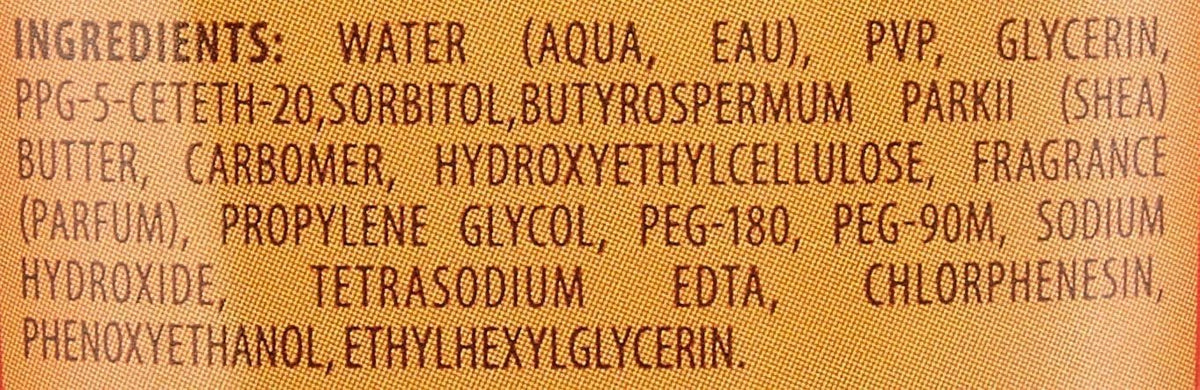 INGREDIENTS: WATER (AQUA, EAU), PVP, GLYCERIN,
PPG-5-CETETH-20,SORBITOL,BUTYROSPERMUM PARKII (SHEA)
BUTTER, CARBOMER, HYDROXYETHYLCELLULOSE, FRAGRANCE
(PARFUM), PROPYLENE GLYCOL, PEG-180, PEG-90M, SODIUM
HYDROXIDE, TETRASODIUM EDTA, CHLORPHENESIN,
PHENOXYETHANOL, ETHYLHEXYLGLYCERIN.